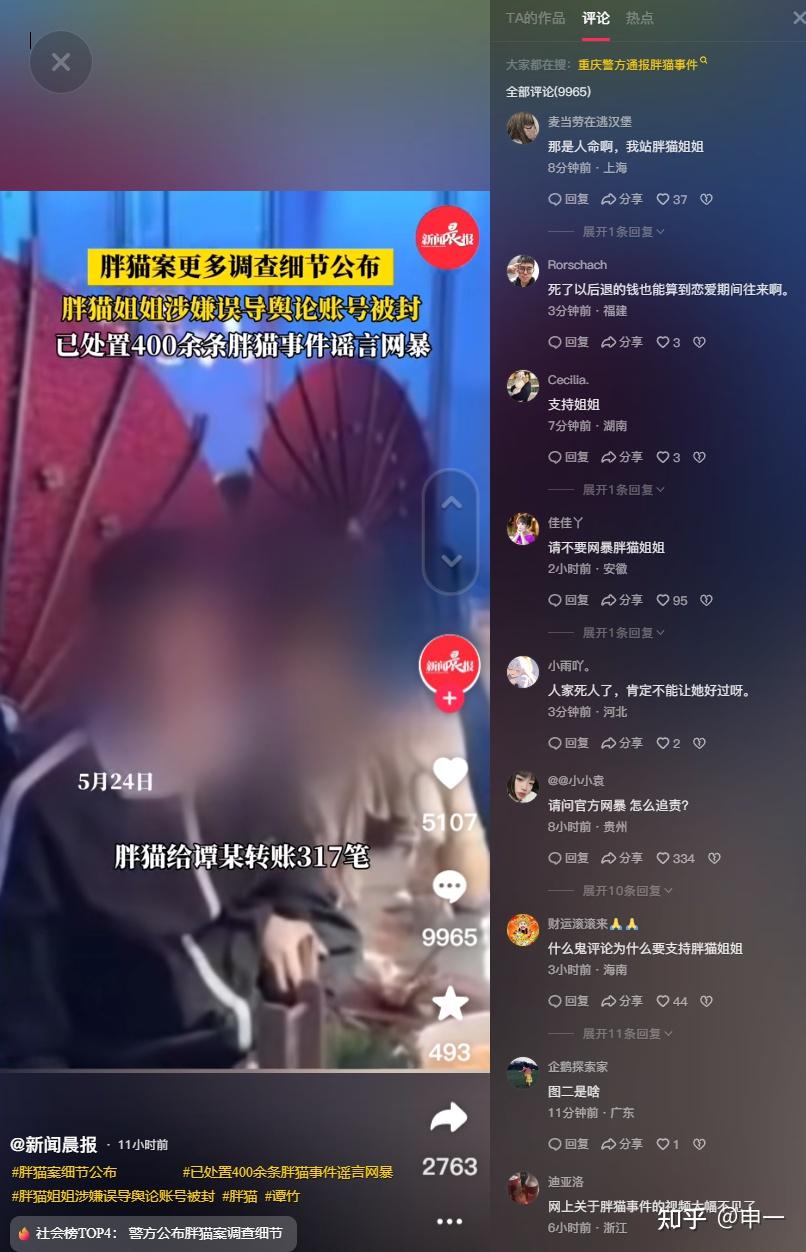 新闻晨报
胖猫案更多调查细节公布
胖猫姐姐涉嫌误导舆论账号被封
已处置400余条胖猫事件谣言网暴
新闻晨报
5月24日
胖猫给谭某转账317笔
5107
9965
493
2763
@新闻晨报 · 11小时前
#胖猫案细节公布 #已处置400余条胖猫事件谣言网暴
#胖猫姐姐涉嫌误导舆论账号被封 #胖猫 #谭竹
社会榜TOP4: 警方公布胖猫案调查细节
TA的作品 评论 热点
大家都在搜: 重庆警方通报胖猫事件
全部评论(9965)
麦当劳在逃汉堡
那是人命啊，我站胖猫姐姐
8分钟前 · 上海
回复 分享 37
展开1条回复
Rorschach
死了以后退的钱也能算到恋爱期间往来啊。
3分钟前 · 福建
回复 分享 3
Cecilia.
支持姐姐
7分钟前 · 湖南
回复 分享 3
展开1条回复
佳佳丫
请不要网暴胖猫姐姐
2小时前 · 安徽
回复 分享 95
展开1条回复
小雨吖。
人家死人了，肯定不能让她好过呀。
3分钟前 · 河北
回复 分享 2
@@小小袁
请问官方网暴 怎么追责?
8小时前 · 贵州
回复 分享 334
展开10条回复
财运滚滚来🙏🙏
什么鬼评论为什么要支持胖猫姐姐
3小时前 · 海南
回复 分享 44
展开11条回复
企鹅探索家
图二是啥
11分钟前 · 广东
回复 分享 1
迪亚洛
网上关于胖猫事件的视频大幅不见了
6小时前 · 浙江
知乎 @申一